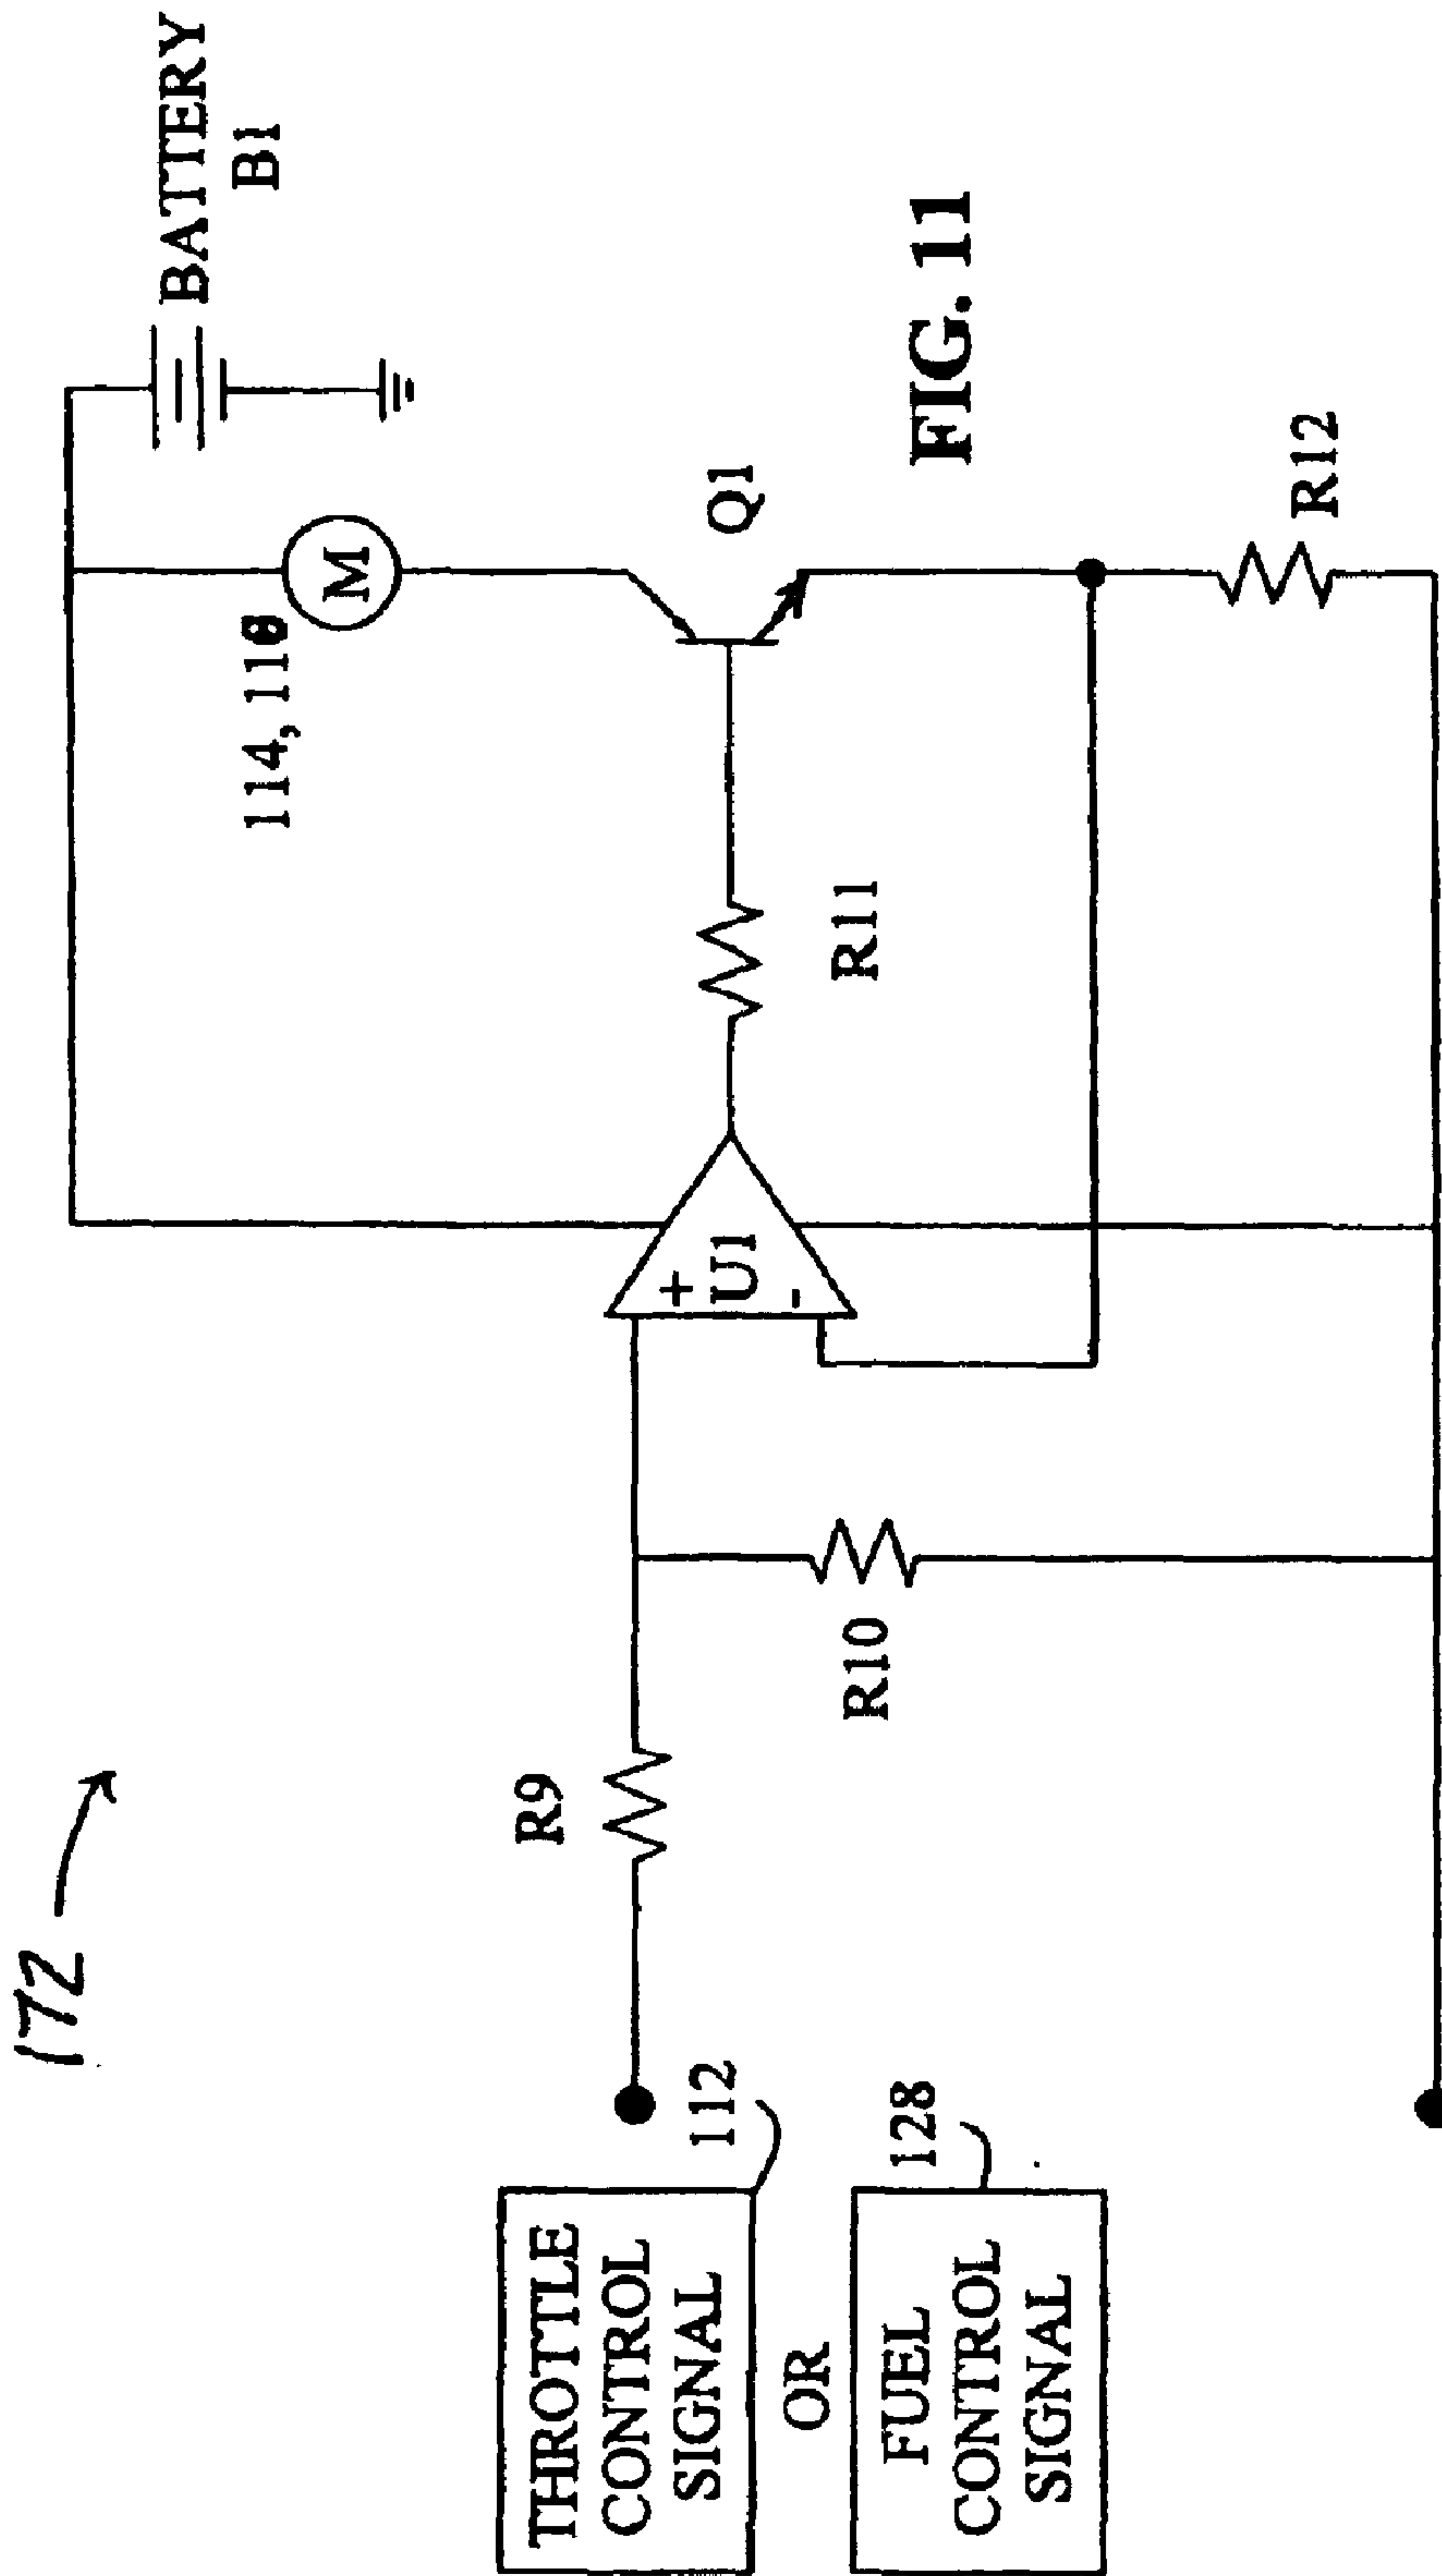 172
BATTERY
B1
114,
R9
THROTTLE
CONTROL
SIGNAL
112
+
U1
-
Q1
OR
R11
R10
FUEL
CONTROL
SIGNAL
128
FIG. 11
R12
M